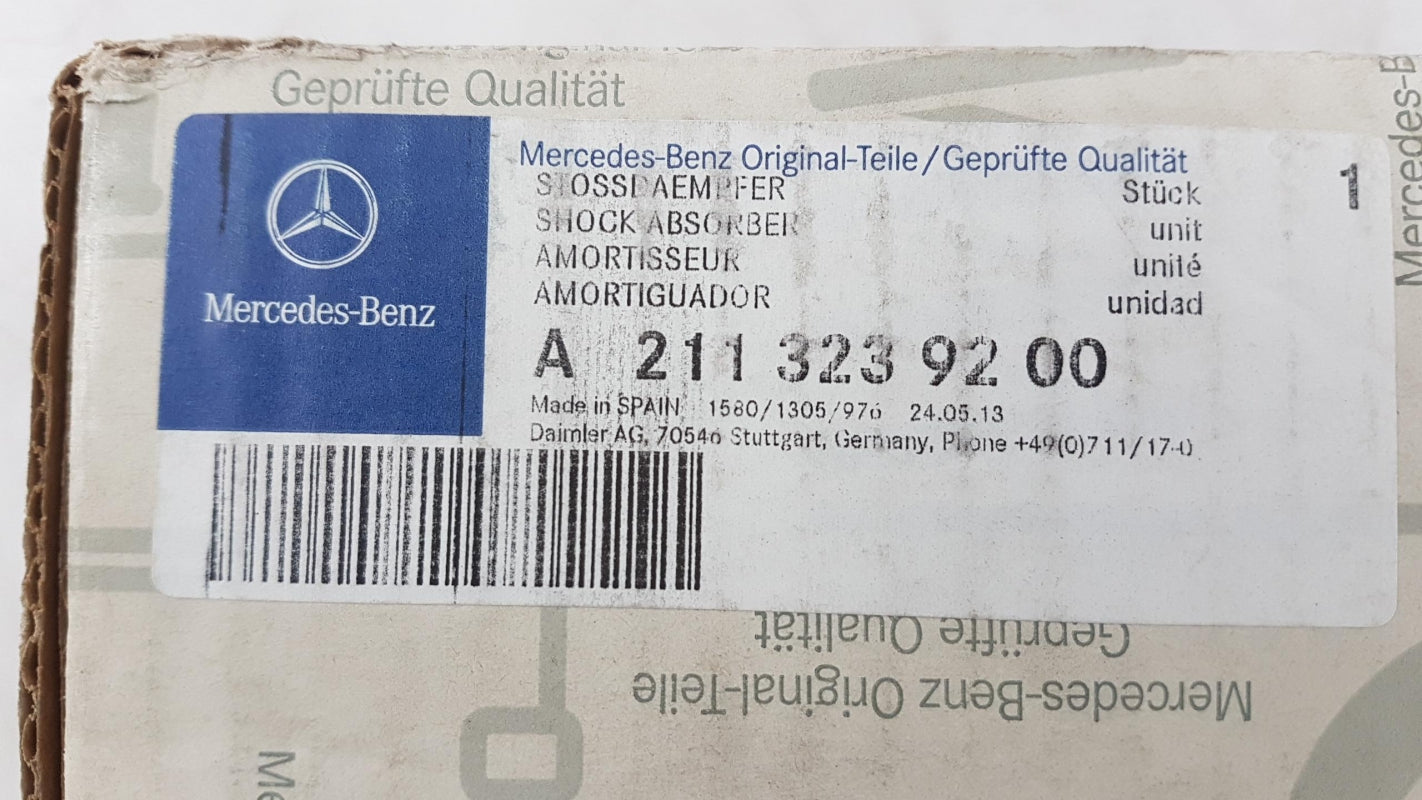 Geprüfte Qualität
Mercedes-Benz Original-Teile/Geprüfte Qualität
STOSSDAEMPFER Stück 1
SHOCK ABSORBER unit
AMORTISSEUR unité
AMORTIGUADOR unidad
Mercedes-Benz
A 211 323 92 00
Made in SPAIN 1580/1305/976 24.05.13
Daimler AG, 70546 Stuttgart, Germany, Phone +49(0)711/17-0
Geprüfte Qualität
Mercedes-Benz Original-Teile
Mercedes-B
Me